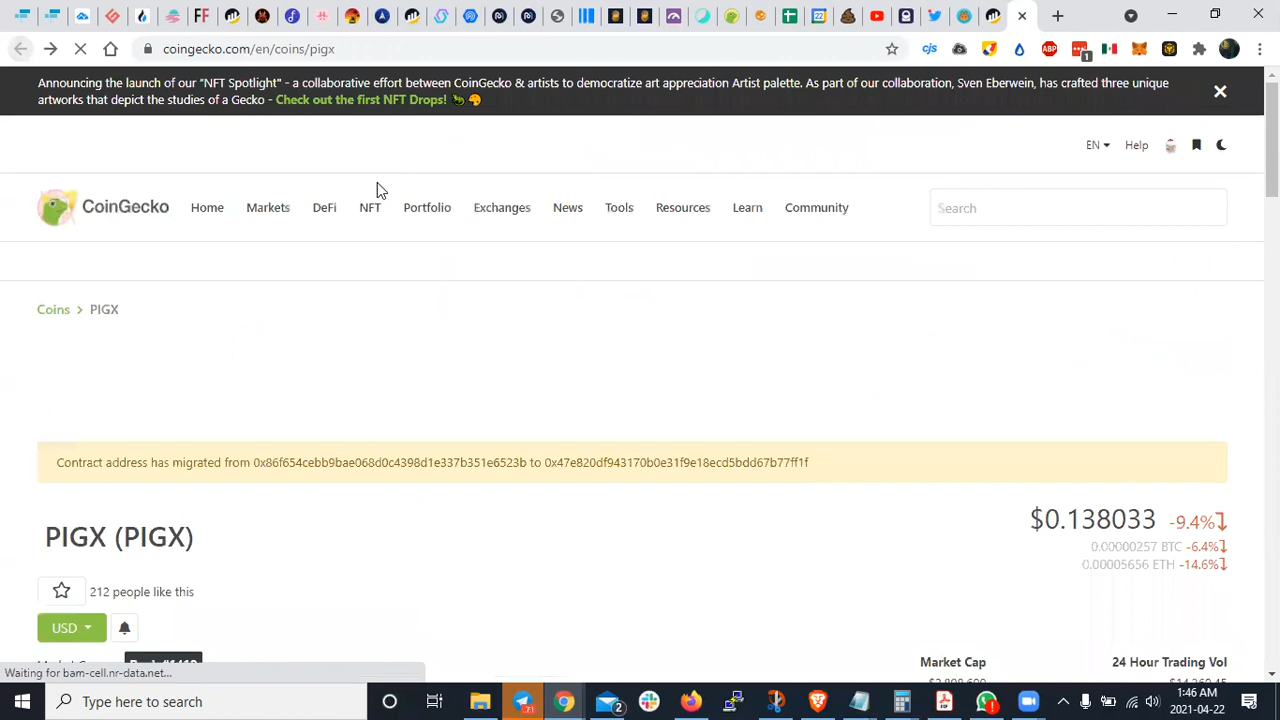 coingecko.com/en/coins/pigx
cjs
ABP
1
Announcing the launch of our "NFT Spotlight" - a collaborative effort between CoinGecko & artists to democratize art appreciation Artist palette. As part of our collaboration, Sven Eberwein, has crafted three unique
artworks that depict the studies of a Gecko - Check out the first NFT Drops!
EN
Help
CoinGecko
Home
Markets
DeFi
NFT
Portfolio
Exchanges
News
Tools
Resources
Learn
Community
Search
Coins > PIGX
Contract address has migrated from 0x86f654cebb9bae068d0c4398d1e337b351e6523b to 0x47e820df943170b0e31f9e18ecd5bdd67b77ff1f
PIGX (PIGX)
$0.138033 -9.4%
0.00000257 BTC -6.4%
0.00005656 ETH -14.6%
212 people like this
USD
Market Cap
24 Hour Trading Vol
Waiting for bam-cell.nr-data.net...
Type here to search
2
1:46 AM
2021-04-22